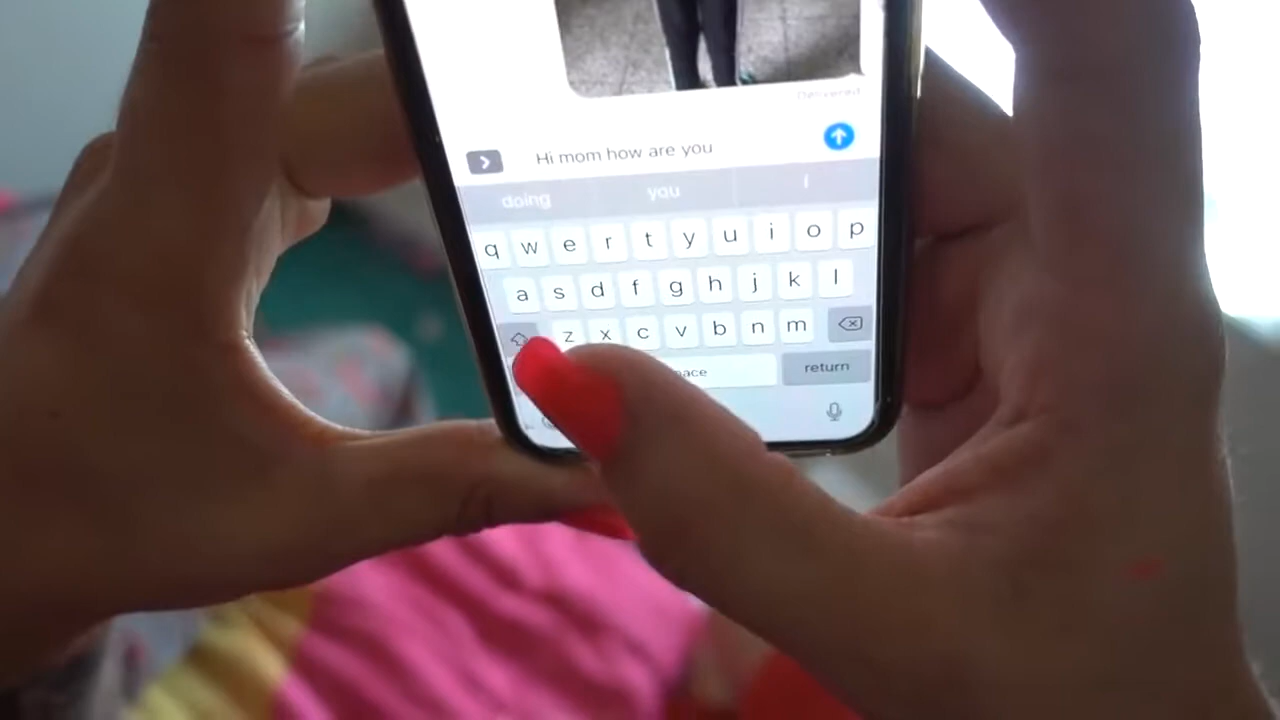 Delivered
Hi mom how are you
doing you I
q w e r t y u i o p
a s d f g h j k l
z x c v b n m
return